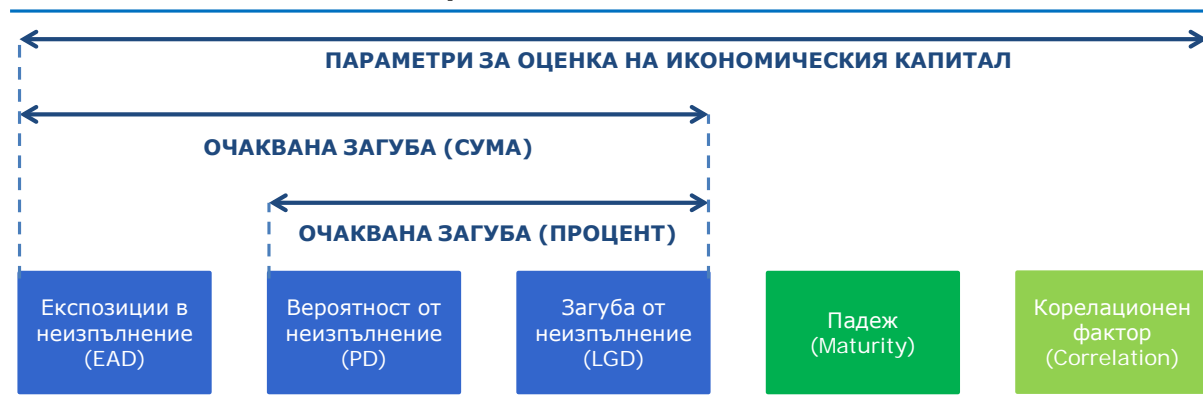 ПАРАМЕТРИ ЗА ОЦЕНКА НА ИКОНОМИЧЕСКИЯ КАПИТАЛ
ОЧАКВАНА ЗАГУБА (СУМА)
ОЧАКВАНА ЗАГУБА (ПРОЦЕНТ)
Експозиции в
неизпълнение
(EAD)
Вероятност от
неизпълнение
(PD)
Загуба от
неизпълнение
(LGD)
Падеж
(Maturity)
Корелационен
фактор
(Correlation)